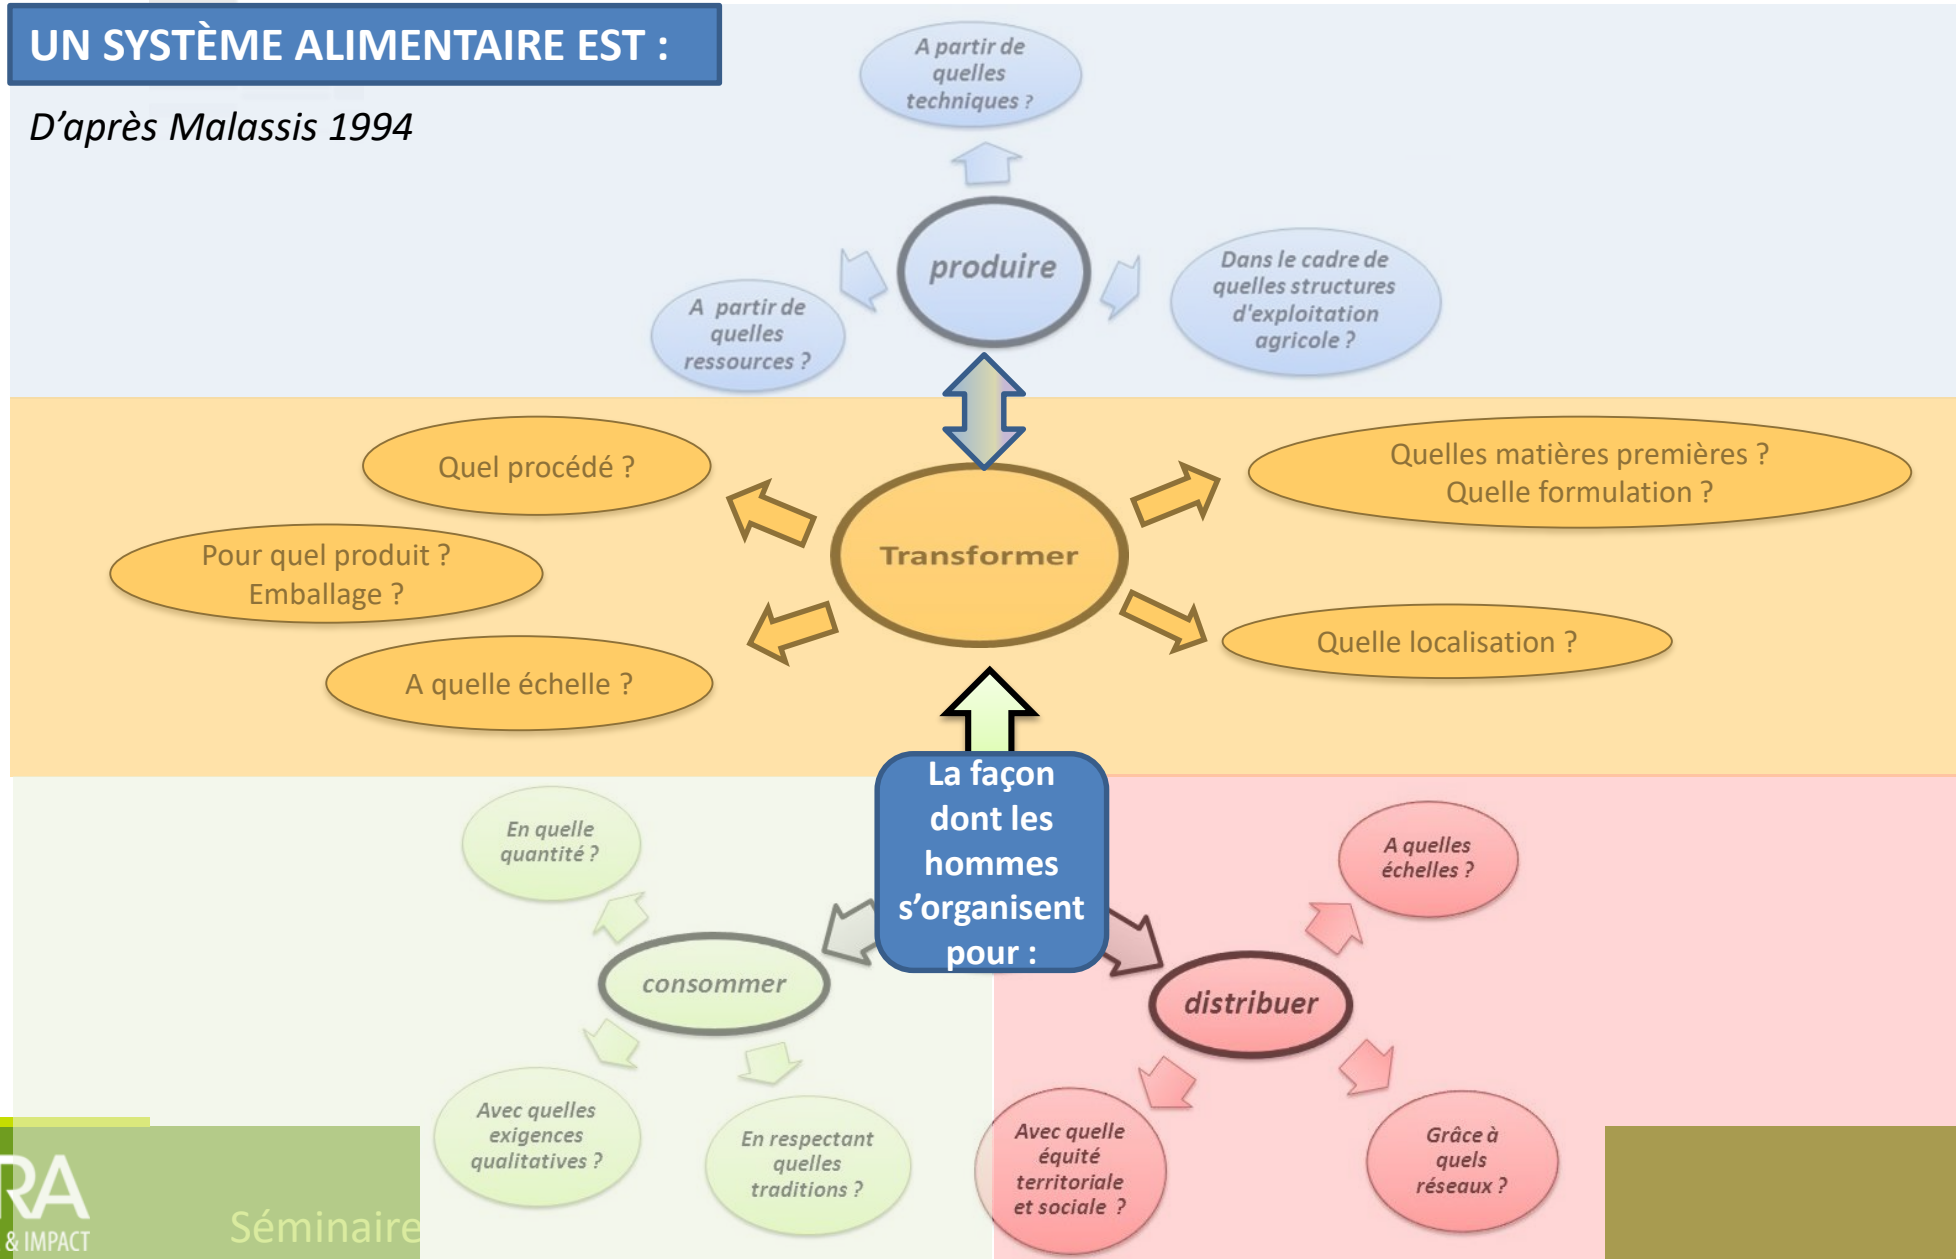 UN SYSTÈME ALIMENTAIRE EST :
D'après Malassis 1994
A partir de
quelles
techniques ?
produire
A partir de
quelles
ressources ?
Dans le cadre de
quelles structures
d'exploitation
agricole ?
Quel procédé ?
Quelles matières premières ?
Quelle formulation ?
Pour quel produit ?
Emballage ?
Transformer
A quelle échelle ?
Quelle localisation ?
La façon
dont les
hommes
s'organisent
pour :
En quelle
quantité ?
consommer
Avec quelles
exigences
qualitatives ?
En respectant
quelles
traditions ?
A quelles
échelles ?
distribuer
Avec quelle
équité
territoriale
et sociale ?
Grâce à
quels
réseaux ?
RA
& IMPACT
Séminaire